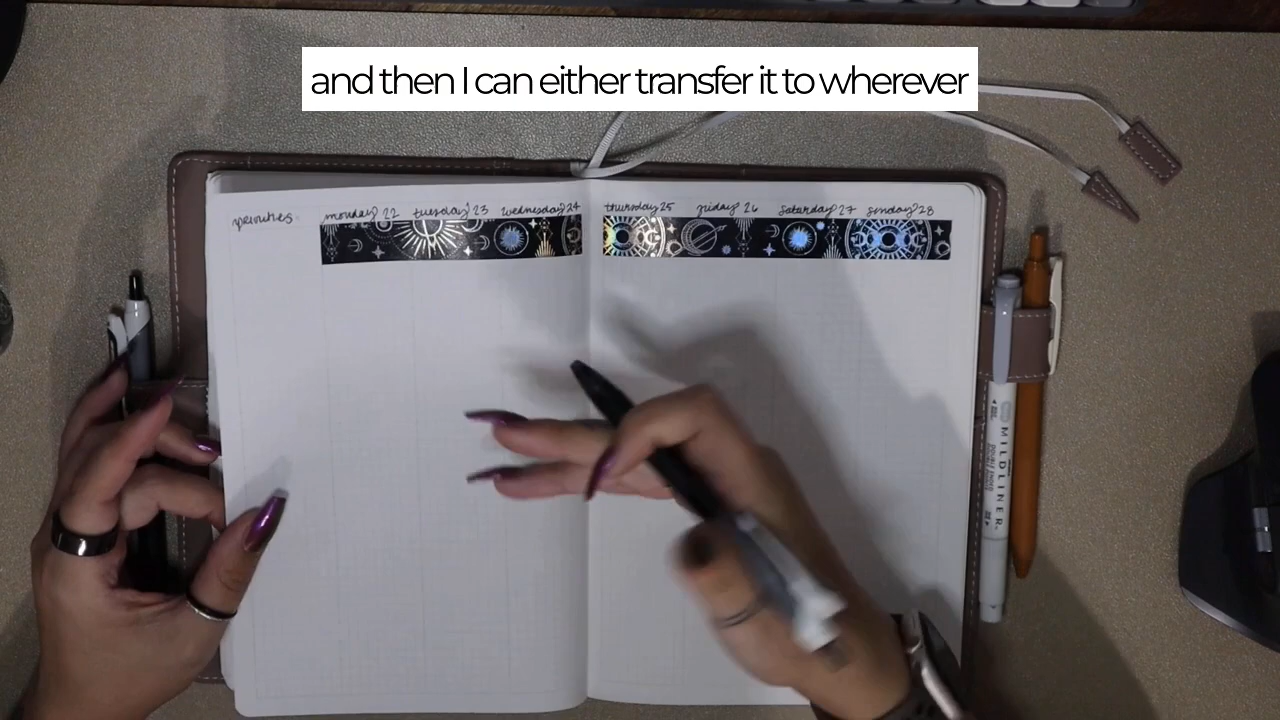 and then I can either transfer it to wherever
priorities
monday 22 tuesday 23 wednesday 24 thursday 25 friday 26 saturday 27 sunday 28
MILDLINER